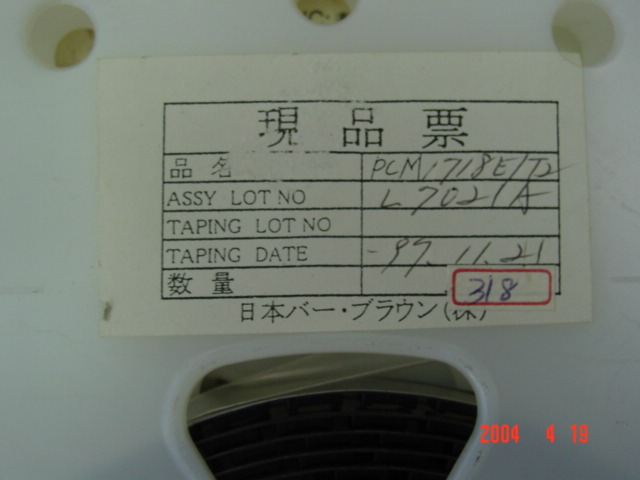 現品票
品名 PCM1718E/T2
ASSY LOT NO L7021A
TAPING LOT NO
TAPING DATE -97.11.21
数量 318
日本バー・ブラウン(株)
2004 4 19